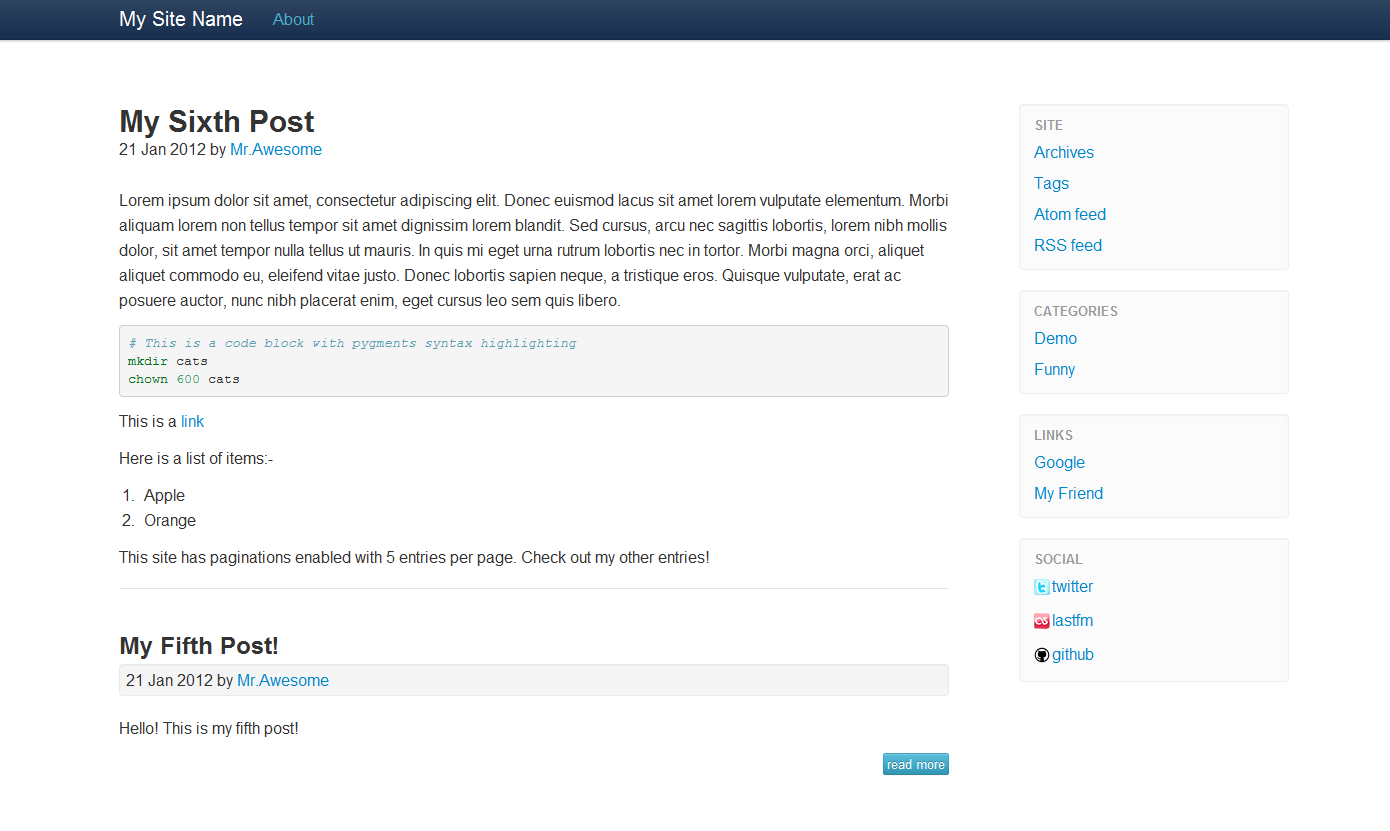 My Site Name About
My Sixth Post
21 Jan 2012 by Mr.Awesome
Lorem ipsum dolor sit amet, consectetur adipiscing elit. Donec euismod lacus sit amet lorem vulputate elementum. Morbi
aliquam lorem non tellus tempor sit amet dignissim lorem blandit. Sed cursus, arcu nec sagittis lobortis, lorem nibh mollis
dolor, sit amet tempor nulla tellus ut mauris. In quis mi eget urna rutrum lobortis nec in tortor. Morbi magna orci, aliquet
aliquet commodo eu, eleifend vitae justo. Donec lobortis sapien neque, a tristique eros. Quisque vulputate, erat ac
posuere auctor, nunc nibh placerat enim, eget cursus leo sem quis libero.
# This is a code block with pygments syntax highlighting
mkdir cats
chown 600 cats
This is a link
Here is a list of items:-
1. Apple
2. Orange
This site has paginations enabled with 5 entries per page. Check out my other entries!
My Fifth Post!
21 Jan 2012 by Mr.Awesome
Hello! This is my fifth post!
read more
SITE
Archives
Tags
Atom feed
RSS feed
CATEGORIES
Demo
Funny
LINKS
Google
My Friend
SOCIAL
twitter
lastfm
github